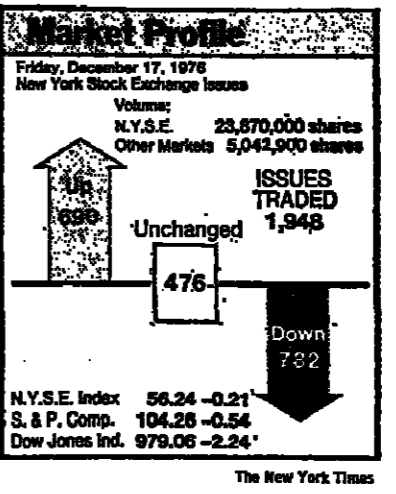 Market Profile
Friday, December 17, 1976
New York Stock Exchange Issues
Volume:
N.Y.S.E. 23,870,000 shares
Other Markets 5,042,900 shares
ISSUES
TRADED
1,948
Up
690
Unchanged
476
Down
782
N.Y.S.E. Index 56.24 –0.21
S. & P. Comp. 104.26 –0.54
Dow Jones Ind. 979.06 –2.24
The New York Times